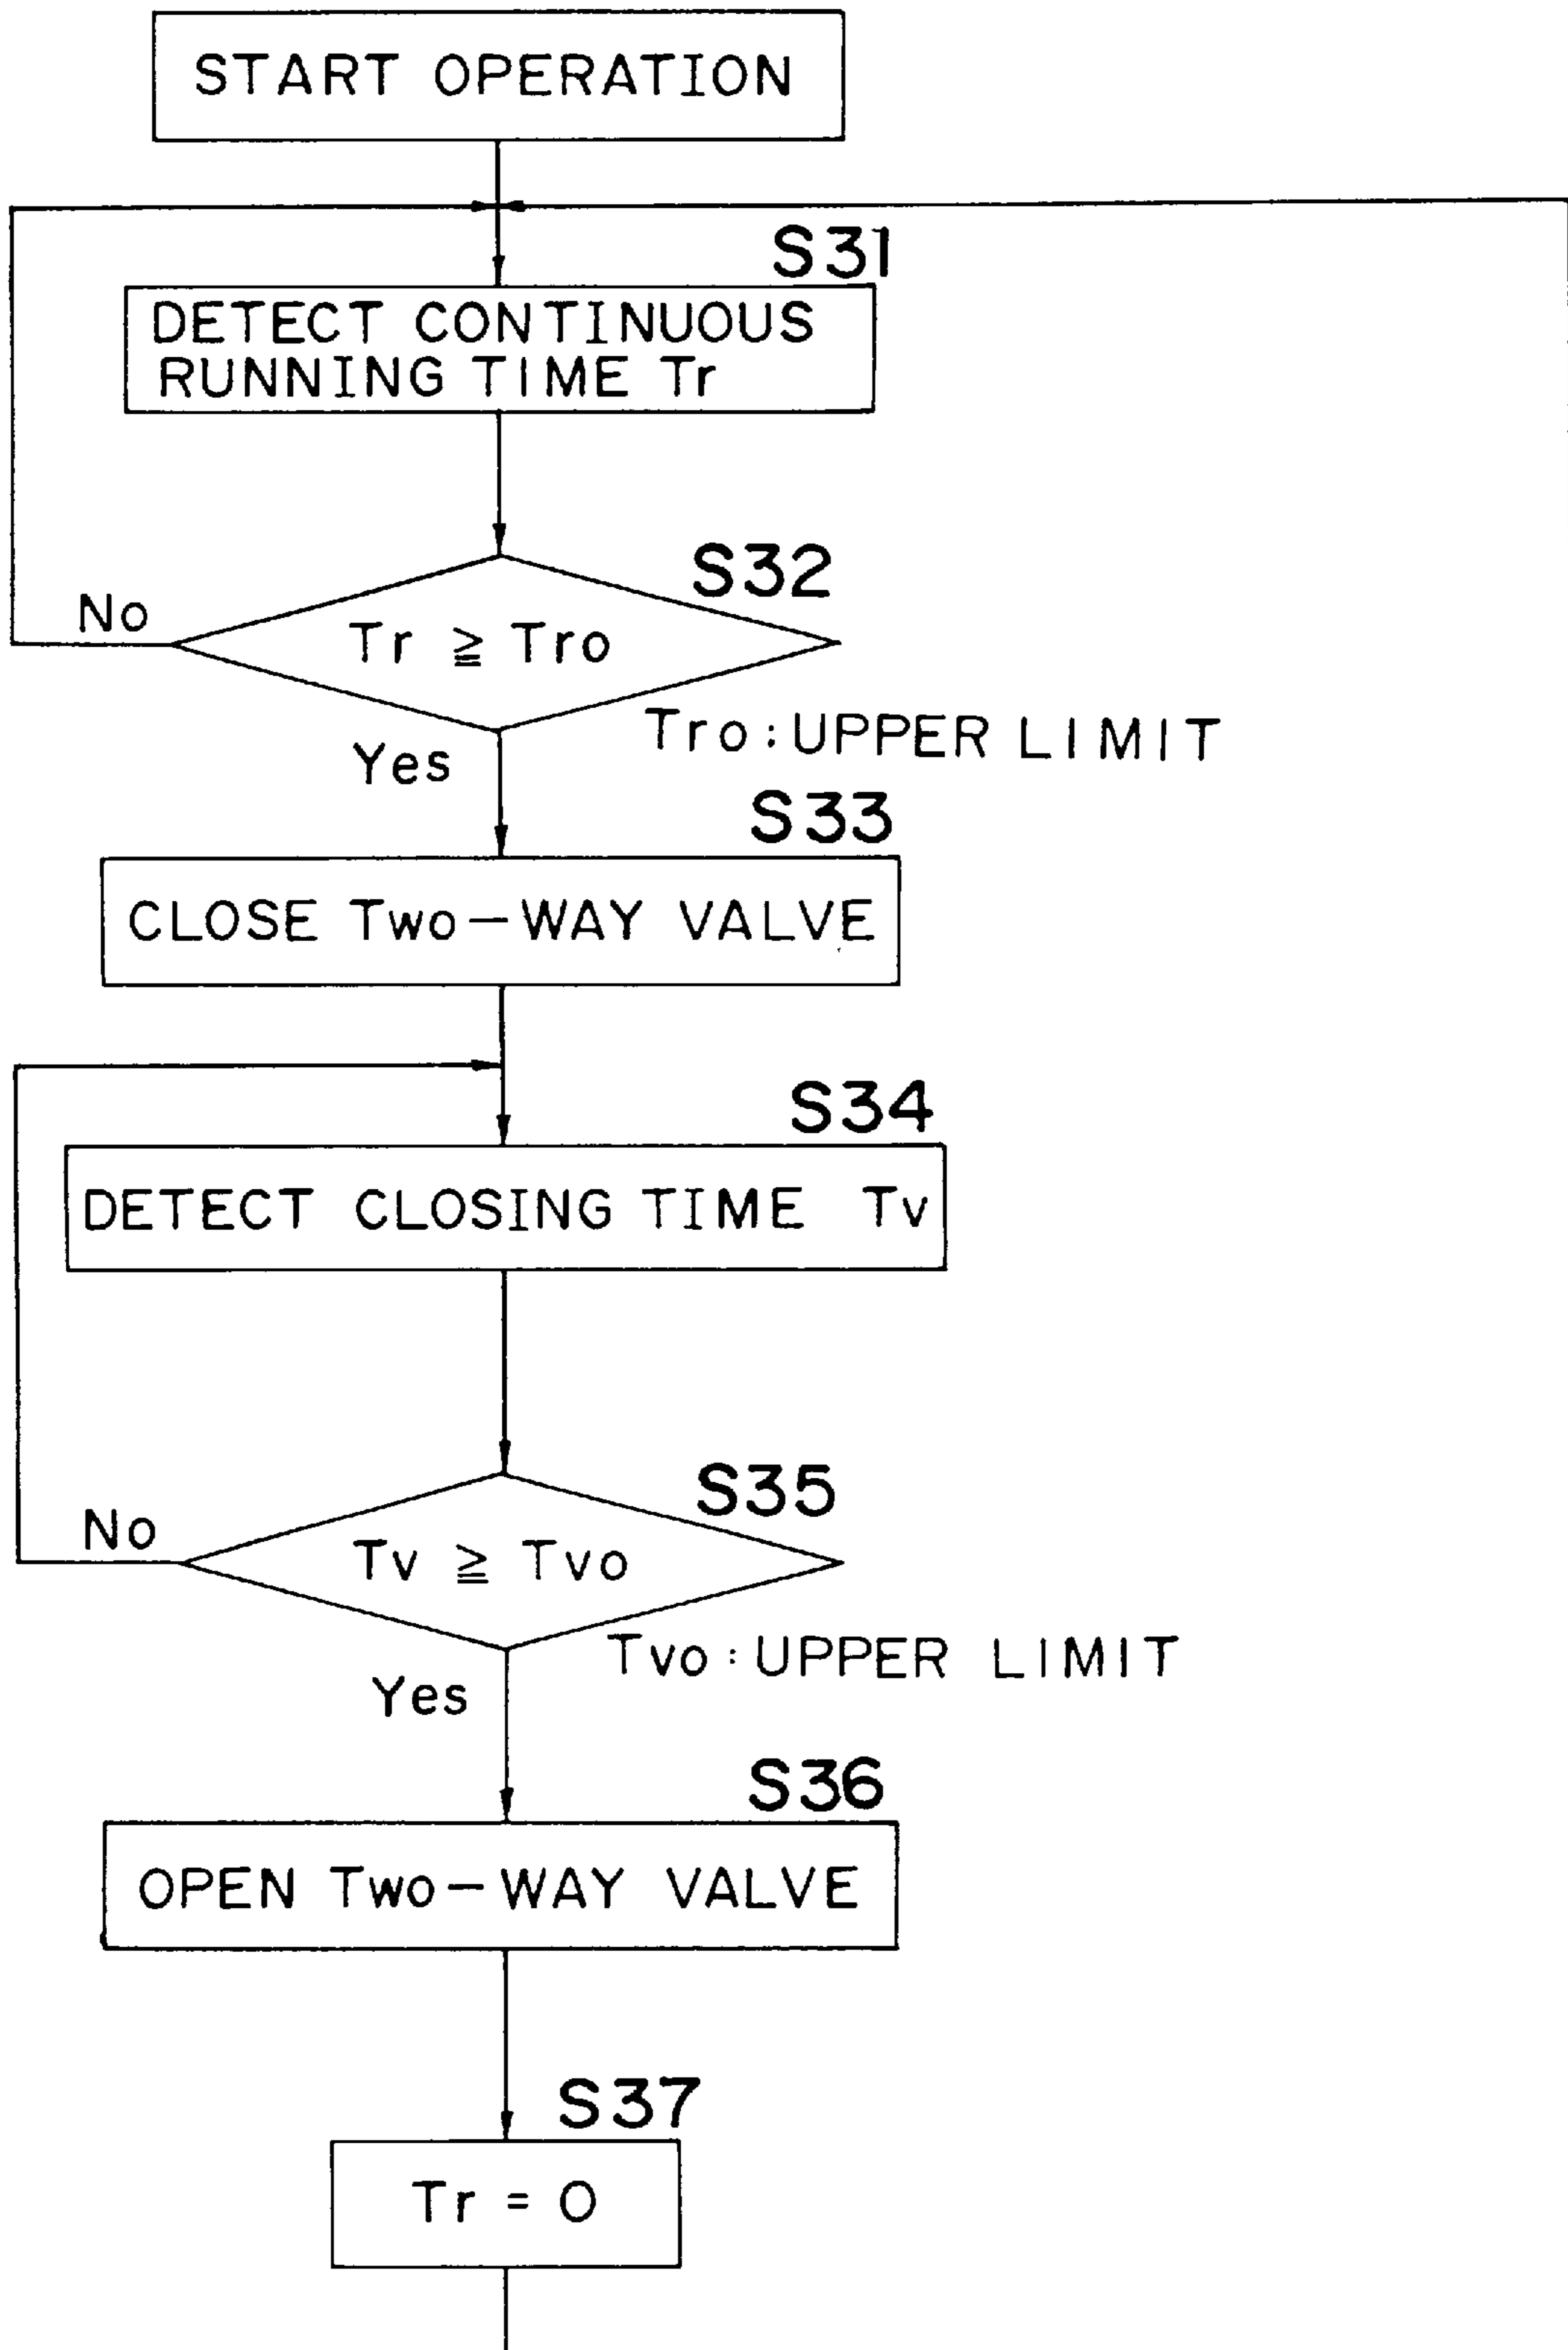 START OPERATION
S31
DETECT CONTINUOUS
RUNNING TIME Tr
S32
No
Tr ≧ Tro
Tro : UPPER LIMIT
Yes
S33
CLOSE Two-WAY VALVE
S34
DETECT CLOSING TIME Tv
S35
No
Tv ≧ Tvo
Tvo : UPPER LIMIT
Yes
S36
OPEN Two-WAY VALVE
S37
Tr = 0